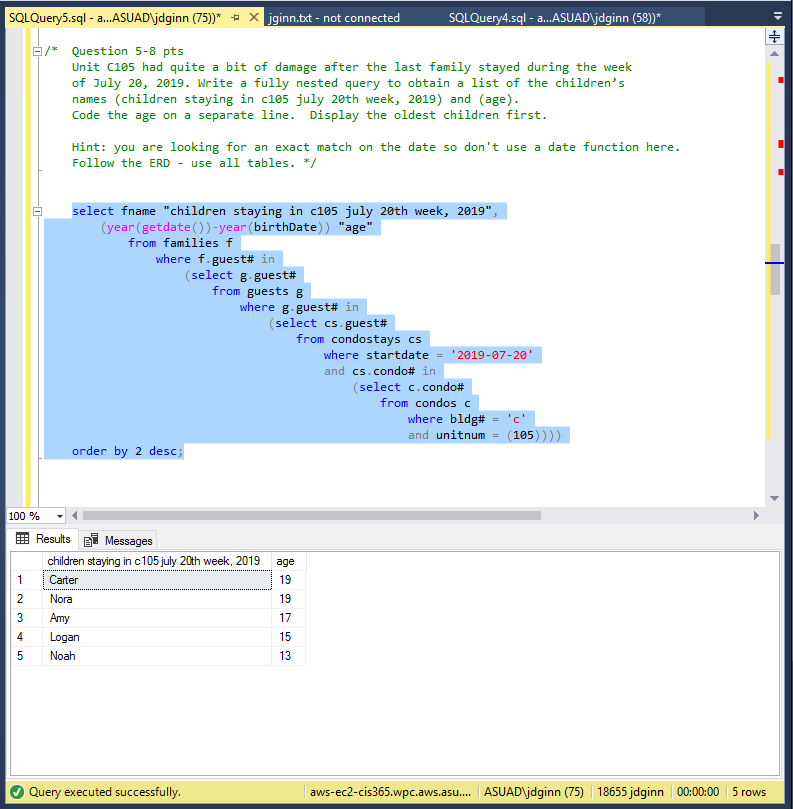 SQLQuery5.sql - a...ASUAD\jdginn (75))* jginn.txt - not connected SQLQuery4.sql - a...ASUAD\jdginn (58))*
/* Question 5-8 pts
Unit C105 had quite a bit of damage after the last family stayed during the week
of July 20, 2019. Write a fully nested query to obtain a list of the children’s
names (children staying in c105 july 20th week, 2019) and (age).
Code the age on a separate line. Display the oldest children first.
Hint: you are looking for an exact match on the date so don't use a date function here.
Follow the ERD - use all tables. */
select fname "children staying in c105 july 20th week, 2019",
(year(getdate())-year(birthDate)) "age"
from families f
where f.guest# in
(select g.guest#
from guests g
where g.guest# in
(select cs.guest#
from condostays cs
where startdate = '2019-07-20'
and cs.condo# in
(select c.condo#
from condos c
where bldg# = 'c'
and unitnum = (105))))
order by 2 desc;
100 %
Results Messages
children staying in c105 july 20th week, 2019 age
1 Carter 19
2 Nora 19
3 Amy 17
4 Logan 15
5 Noah 13
Query executed successfully. aws-ec2-cis365.wpc.aws.asu.... ASUAD\jdginn (75) 18655 jdginn 00:00:00 5 rows